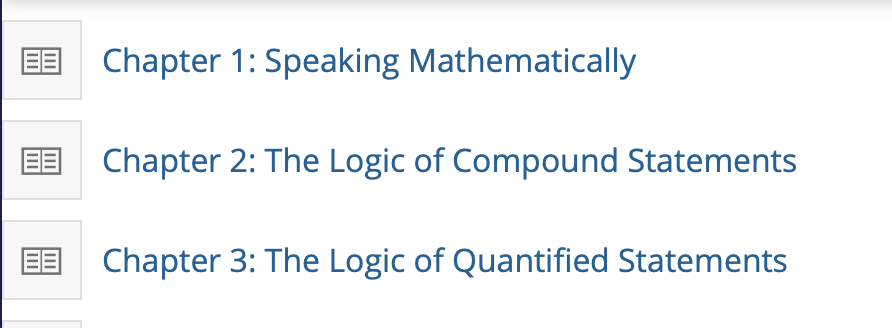 Chapter 1: Speaking Mathematically
Chapter 2: The Logic of Compound Statements
Chapter 3: The Logic of Quantified Statements